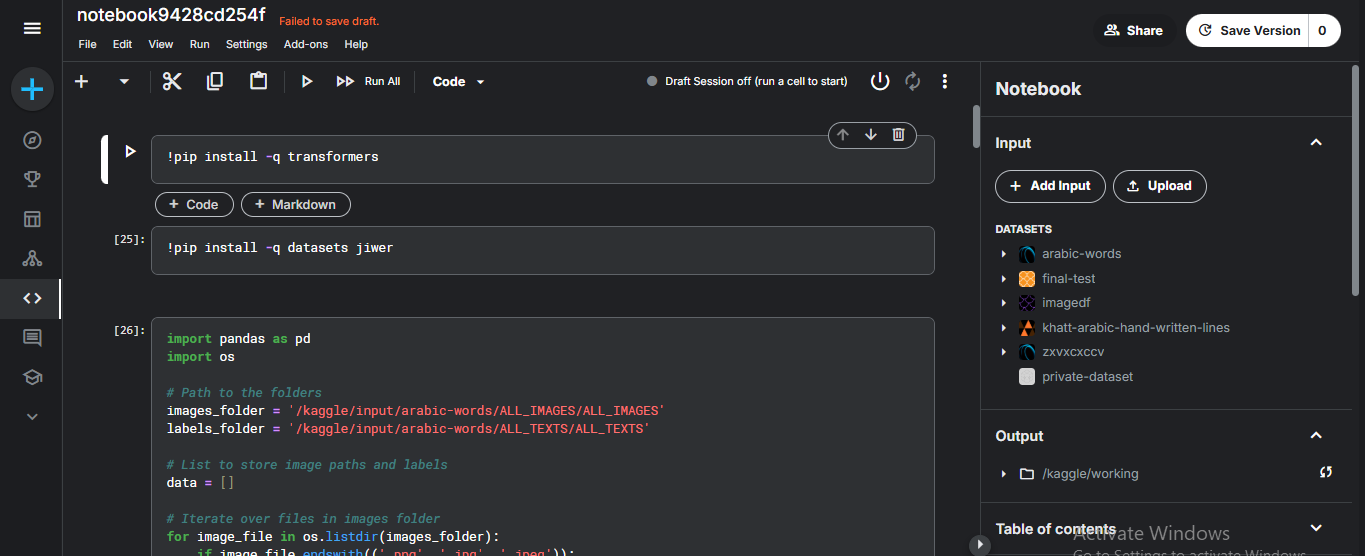 notebook9428cd254f Failed to save draft.
File Edit View Run Settings Add-ons Help
Share
Save Version 0
Run All Code
Draft Session off (run a cell to start)
!pip install -q transformers
+ Code + Markdown
[25]:
!pip install -q datasets jiwer
[26]:
import pandas as pd
import os
# Path to the folders
images_folder = '/kaggle/input/arabic-words/ALL_IMAGES/ALL_IMAGES'
labels_folder = '/kaggle/input/arabic-words/ALL_TEXTS/ALL_TEXTS'
# List to store image paths and labels
data = []
# Iterate over files in images folder
for image_file in os.listdir(images_folder):
if image_file.endswith(('.png', '.jpg', '.jpeg')):
Notebook
Input
+ Add Input Upload
DATASETS
arabic-words
final-test
imagedf
khatt-arabic-hand-written-lines
zxvxcxccv
private-dataset
Output
/kaggle/working
Table of contents
Activate Windows
Go to Settings to activate Windows.